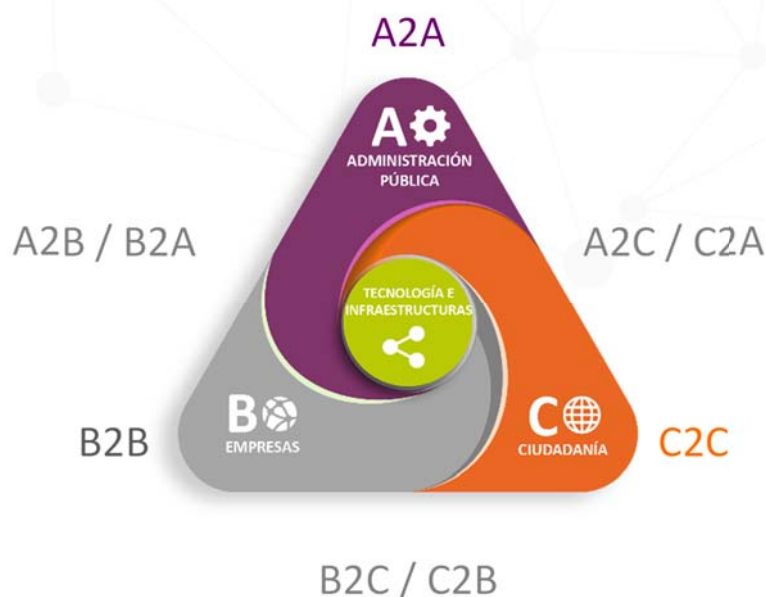 A2A
A
ADMINISTRACIÓN
PÚBLICA
A2B / B2A
A2C / C2A
TECNOLOGÍA E
INFRAESTRUCTURAS
B
EMPRESAS
C
CIUDADANÍA
B2B
C2C
B2C / C2B